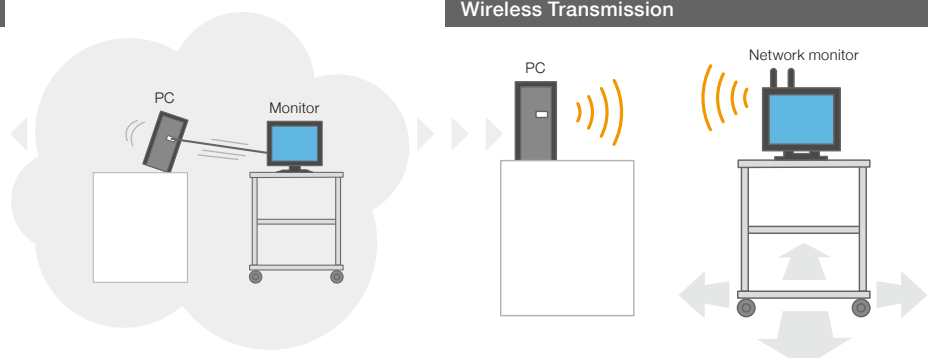 Wireless Transmission
PC
Monitor
PC
Network monitor